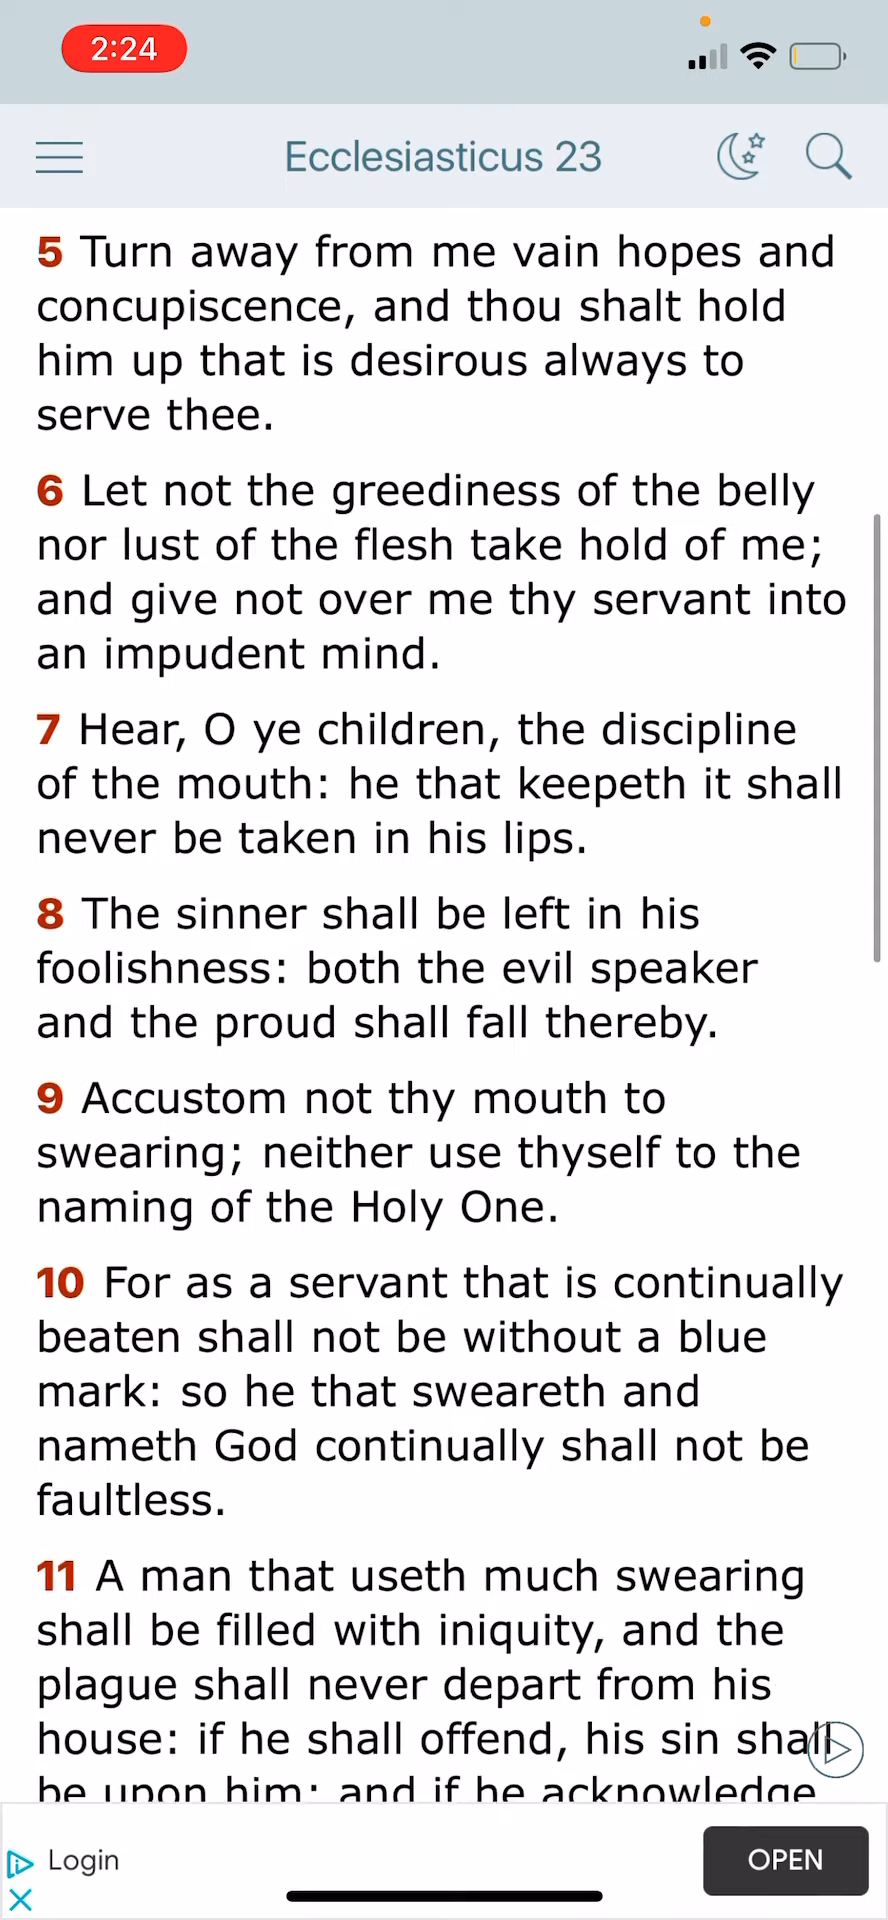 2:24
Ecclesiasticus 23
5 Turn away from me vain hopes and
concupiscence, and thou shalt hold
him up that is desirous always to
serve thee.
6 Let not the greediness of the belly
nor lust of the flesh take hold of me;
and give not over me thy servant into
an impudent mind.
7 Hear, O ye children, the discipline
of the mouth: he that keepeth it shall
never be taken in his lips.
8 The sinner shall be left in his
foolishness: both the evil speaker
and the proud shall fall thereby.
9 Accustom not thy mouth to
swearing; neither use thyself to the
naming of the Holy One.
10 For as a servant that is continually
beaten shall not be without a blue
mark: so he that sweareth and
nameth God continually shall not be
faultless.
11 A man that useth much swearing
shall be filled with iniquity, and the
plague shall never depart from his
house: if he shall offend, his sin shall
be upon him: and if he acknowledge
Login
OPEN